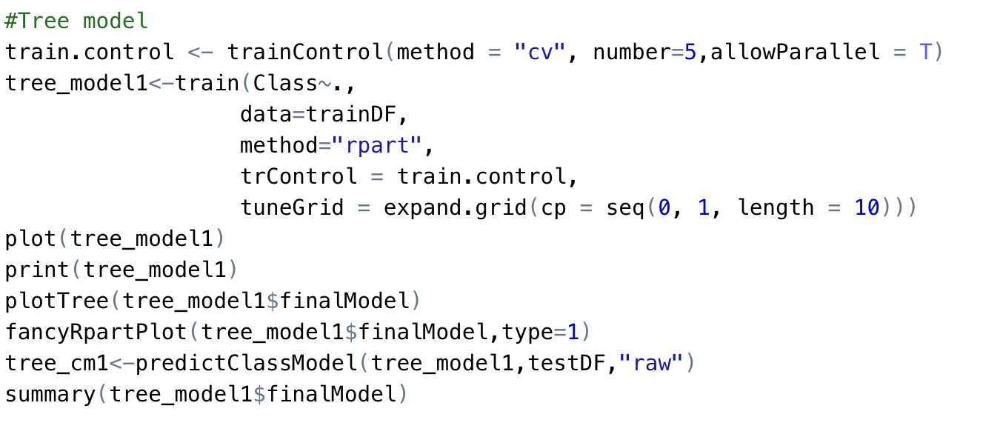 #Tree model
train.control <- trainControl(method = "cv", number=5,allowParallel = T)
tree_model1<-train(Class~.,
                  data=trainDF,
                  method="rpart",
                  trControl = train.control,
                  tuneGrid = expand.grid(cp = seq(0, 1, length = 10)))
plot(tree_model1)
print(tree_model1)
plotTree(tree_model1$finalModel)
fancyRpartPlot(tree_model1$finalModel,type=1)
tree_cm1<-predictClassModel(tree_model1,testDF,"raw")
summary(tree_model1$finalModel)